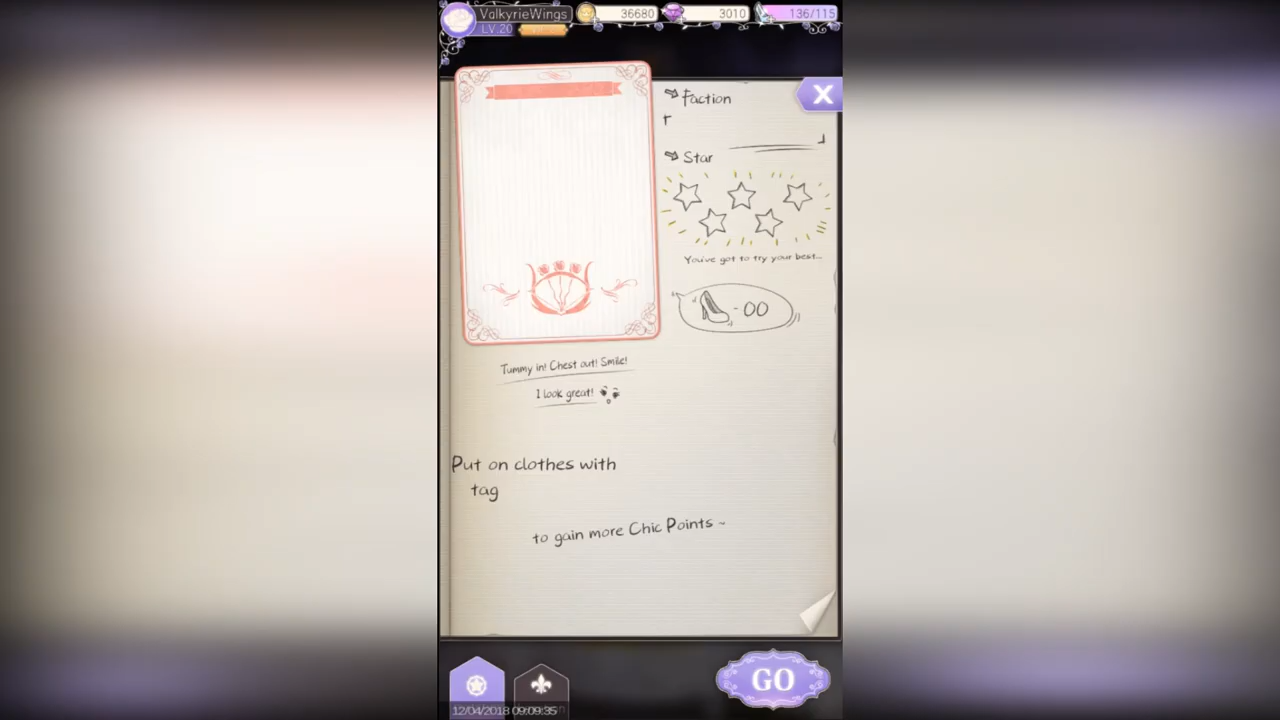 ValkyrieWings
36680
3010
136/115
LV.20
Faction
Star
You've got to try your best...
-00
Tummy in! Chest out! Smile!
I look great!
Put on clothes with
tag
to gain more Chic Points ~
GO
12/04/2018 09:09:35